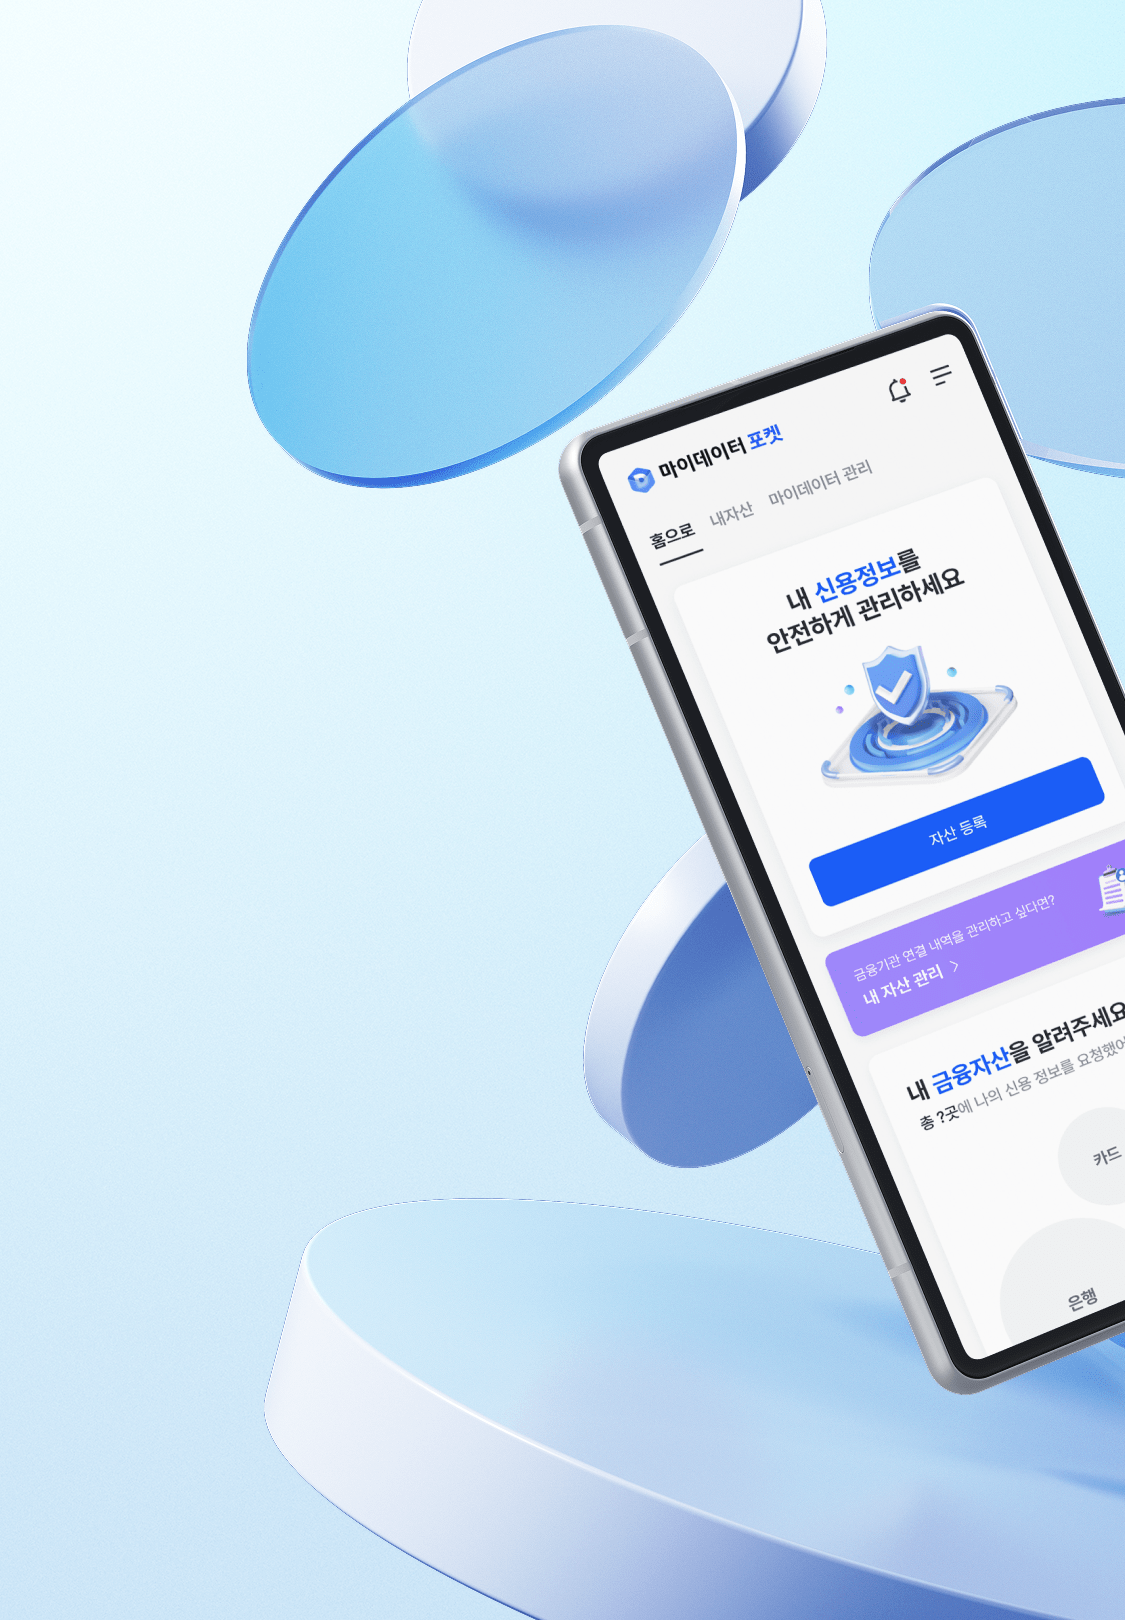 마이데이터 포켓
홈으로 내자산 마이데이터 관리
내 신용정보를
안전하게 관리하세요
자산 등록
금융기관 연결 내역을 관리하고 싶다면?
내 자산 관리
내 금융자산을 알려주세요
총 ?곳에 나의 신용 정보를 요청했어
카드
은행